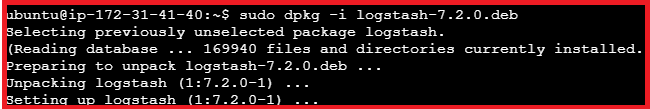 ubuntu@ip-172-31-41-40:~$ sudo dpkg -i logstash-7.2.0.deb
Selecting previously unselected package logstash.
(Reading database ... 169940 files and directories currently installed.
Preparing to unpack logstash-7.2.0.deb ...
Unpacking logstash (1:7.2.0-1) ...
Setting up logstash (1:7.2.0-1) ...